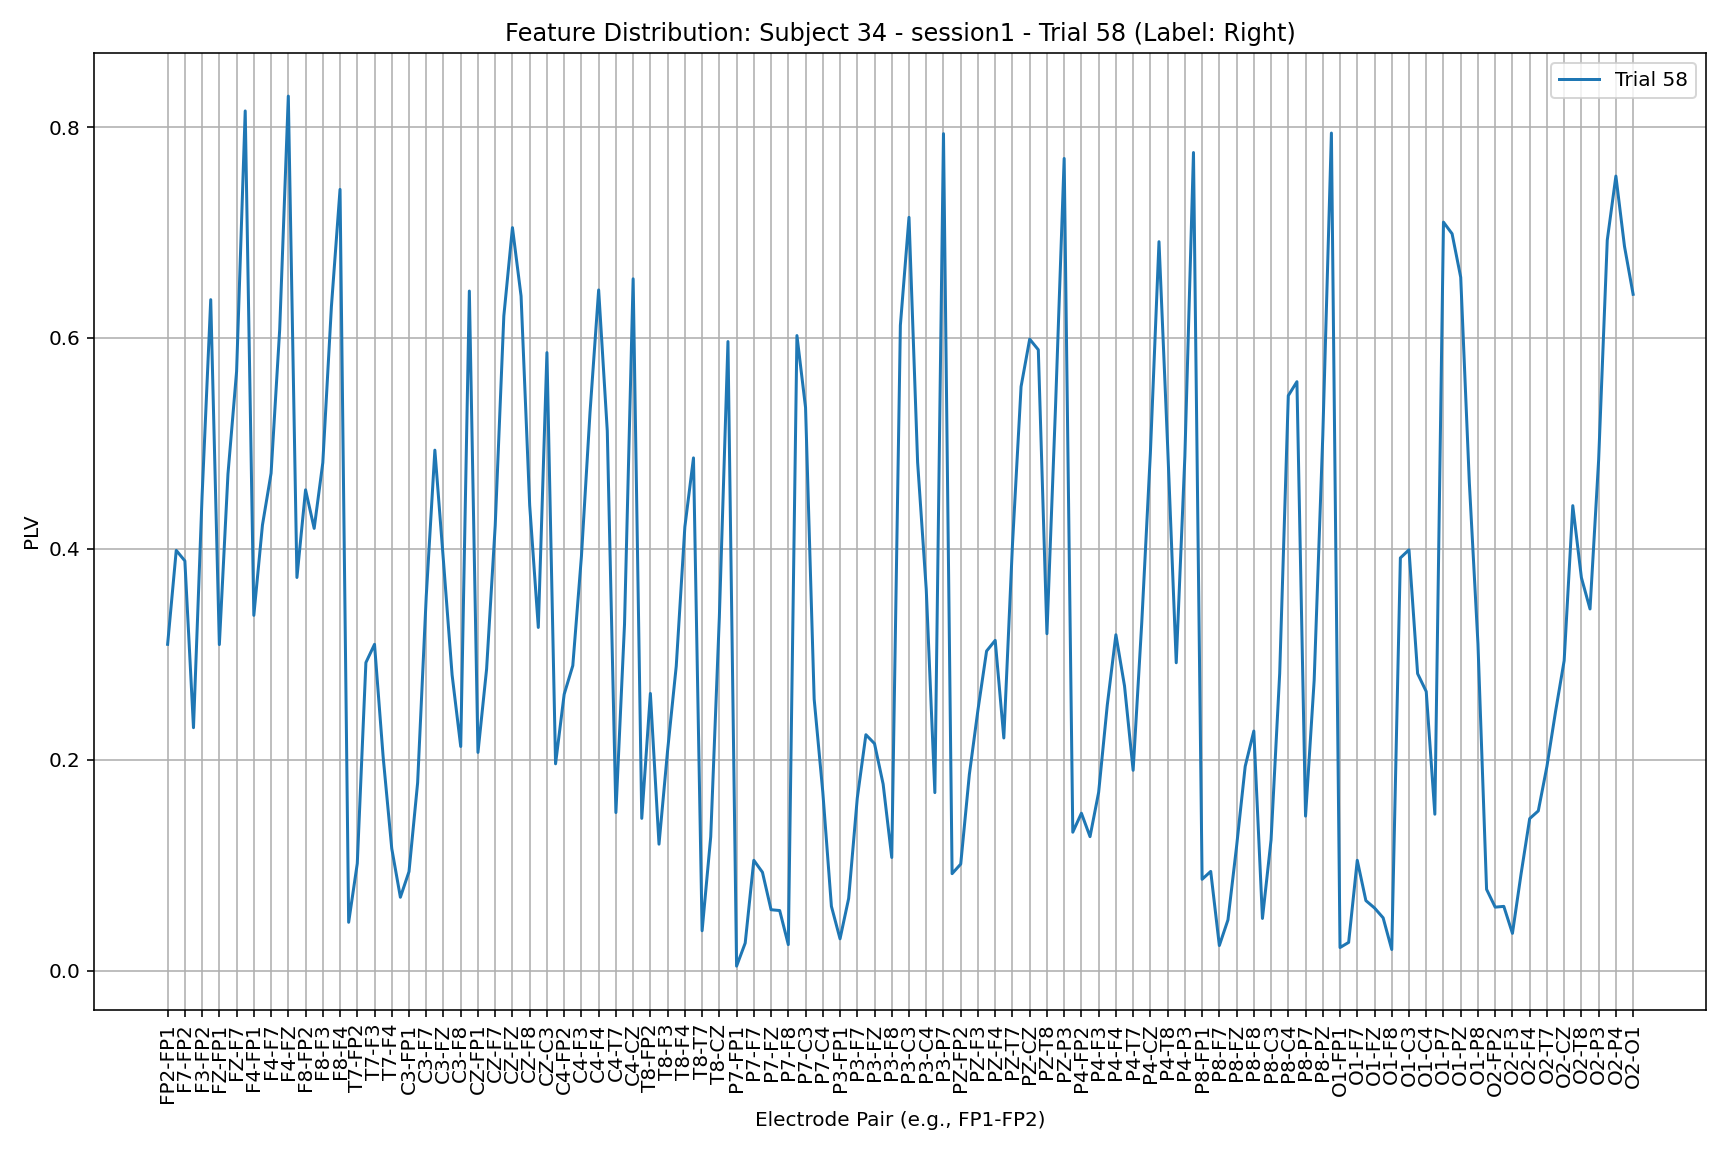 Feature Distribution: Subject 34 - session1 - Trial 58 (Label: Right)
Trial 58
PLV
0.8
0.6
0.4
0.2
0.0
FP2-FP1
F7-FP2
F3-FP2
FZ-FP1
FZ-F7
F4-FP1
F4-F7
F4-FZ
F8-FP2
F8-F3
F8-F4
T7-FP2
T7-F3
T7-F4
C3-FP1
C3-F7
C3-FZ
C3-F8
CZ-FP1
CZ-F7
CZ-FZ
CZ-F8
CZ-C3
C4-FP2
C4-F3
C4-F4
C4-T7
C4-CZ
T8-FP2
T8-F3
T8-F4
T8-T7
T8-CZ
P7-FP1
P7-F7
P7-FZ
P7-F8
P7-C3
P7-C4
P3-FP1
P3-F7
P3-FZ
P3-F8
P3-C3
P3-C4
P3-P7
PZ-FP2
PZ-F3
PZ-F4
PZ-T7
PZ-CZ
PZ-T8
PZ-P3
P4-FP2
P4-F3
P4-F4
P4-T7
P4-CZ
P4-T8
P4-P3
P8-FP1
P8-F7
P8-FZ
P8-F8
P8-C3
P8-C4
P8-P7
P8-PZ
O1-FP1
O1-F7
O1-FZ
O1-F8
O1-C3
O1-C4
O1-P7
O1-PZ
O1-P8
O2-FP2
O2-F3
O2-F4
O2-T7
O2-CZ
O2-T8
O2-P3
O2-P4
O2-O1
Electrode Pair (e.g., FP1-FP2)